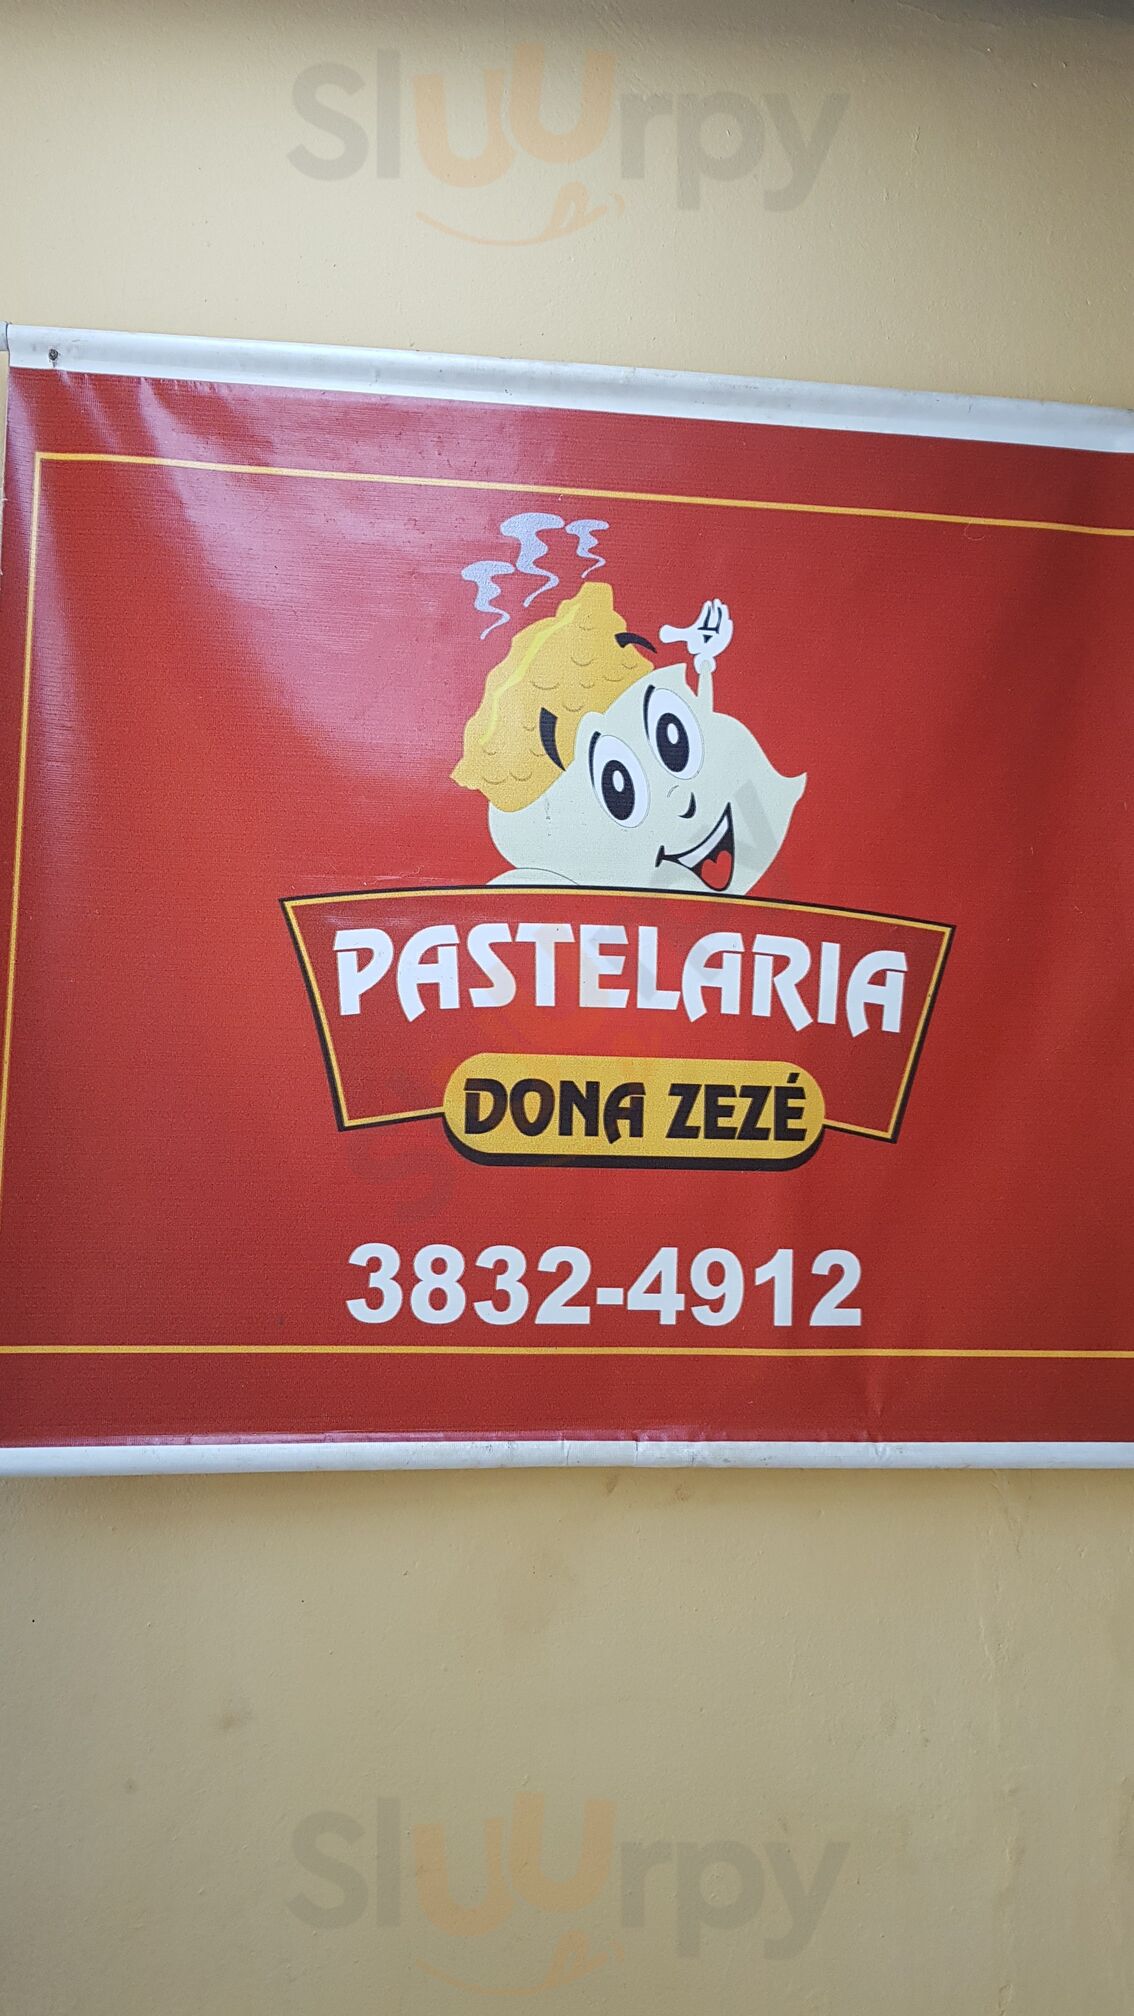 Sluurpy
PASTELARIA
DONA ZEZÉ
3832-4912
Sluurpy